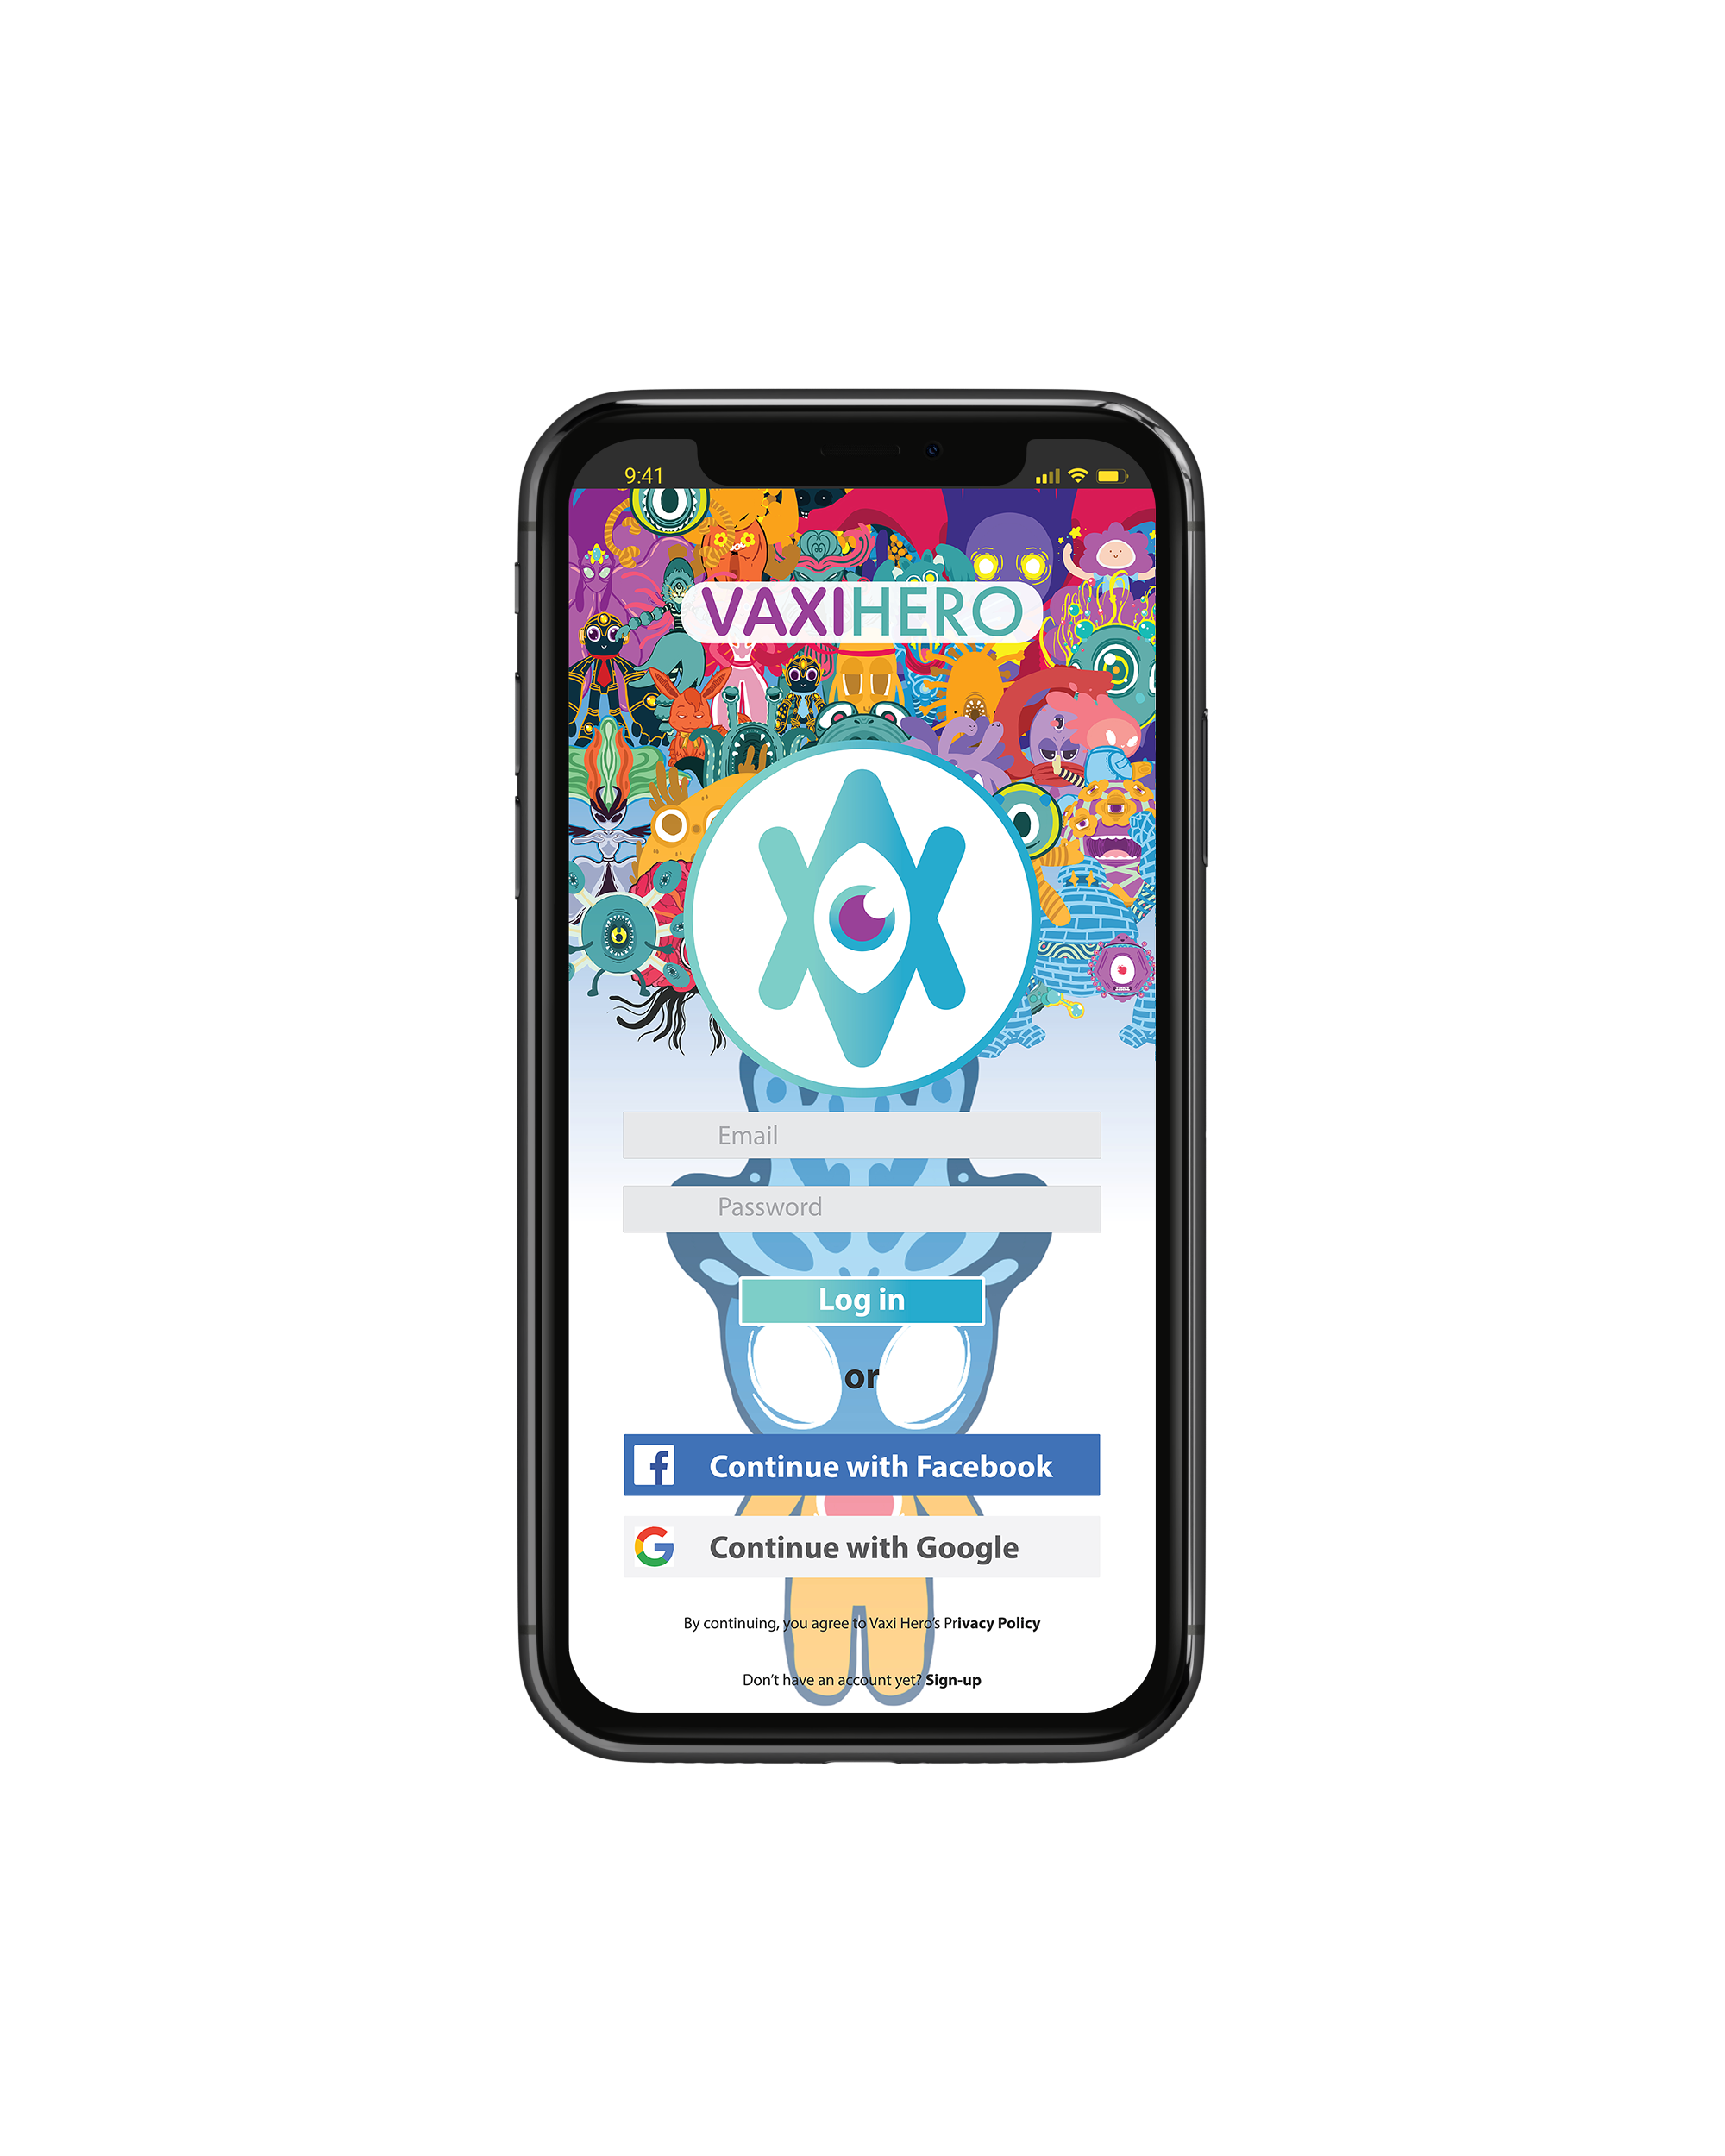 9:41
VAXIHERO
Email
Password
Log in
or
Continue with Facebook
Continue with Google
By continuing, you agree to Vaxi Hero's Privacy Policy
Don't have an account yet? Sign-up